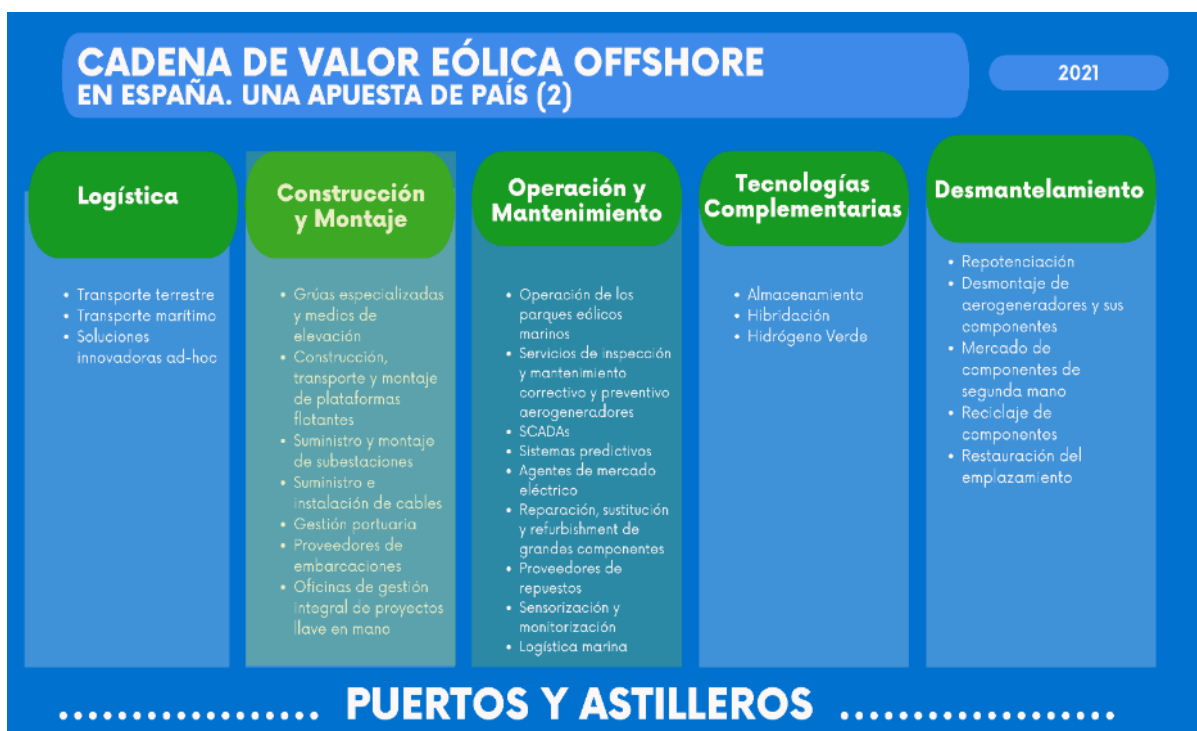 CADENA DE VALOR EÓLICA OFFSHORE
EN ESPAÑA. UNA APUESTA DE PAÍS (2)
2021
Logística
• Transporte terrestre
• Transporte marítimo
• Soluciones
innovadoras ad-hoc
Construcción
y Montaje
• Grúas especializadas
y medios de
elevación
• Construcción,
transporte y montaje
de plataformas
flotantes
• Suministro y montaje
de subestaciones
• Suministro e
instalación de cables
• Gestión portuaria
• Proveedores de
embarcaciones
• Oficinas de gestión
integral de proyectos
llave en mano
Operación y
Mantenimiento
• Operación de los
parques eólicos
marinos
• Servicios de inspección
y mantenimiento
correctivo y preventivo
aerogeneradores
• SCADAs
• Sistemas predictivos
• Agentes de mercado
eléctrico
• Reparación, sustitución
y refurbishment de
grandes componentes
• Proveedores de
repuestos
• Sensorización y
monitorización
• Logística marina
Tecnologías
Complementarias
• Almacenamiento
• Hibridación
• Hidrógeno Verde
Desmantelamiento
• Repotenciación
• Desmontaje de
aerogeneradores y sus
componentes
• Mercado de
componentes de
segunda mano
• Reciclaje de
componentes
• Restauración del
emplazamiento
PUERTOS Y ASTILLEROS